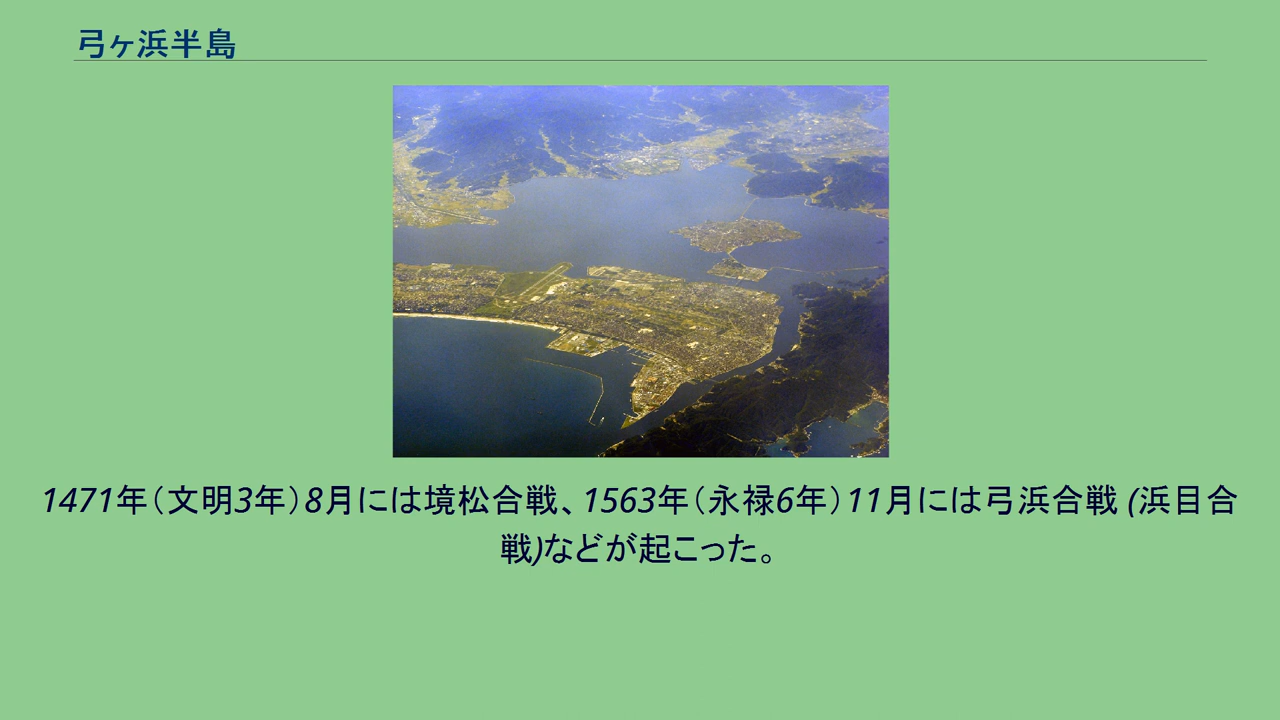 弓ヶ浜半島
1471年（文明3年）8月には境松合戦、1563年（永禄6年）11月には弓浜合戦 (浜目合
戦)などが起こった。